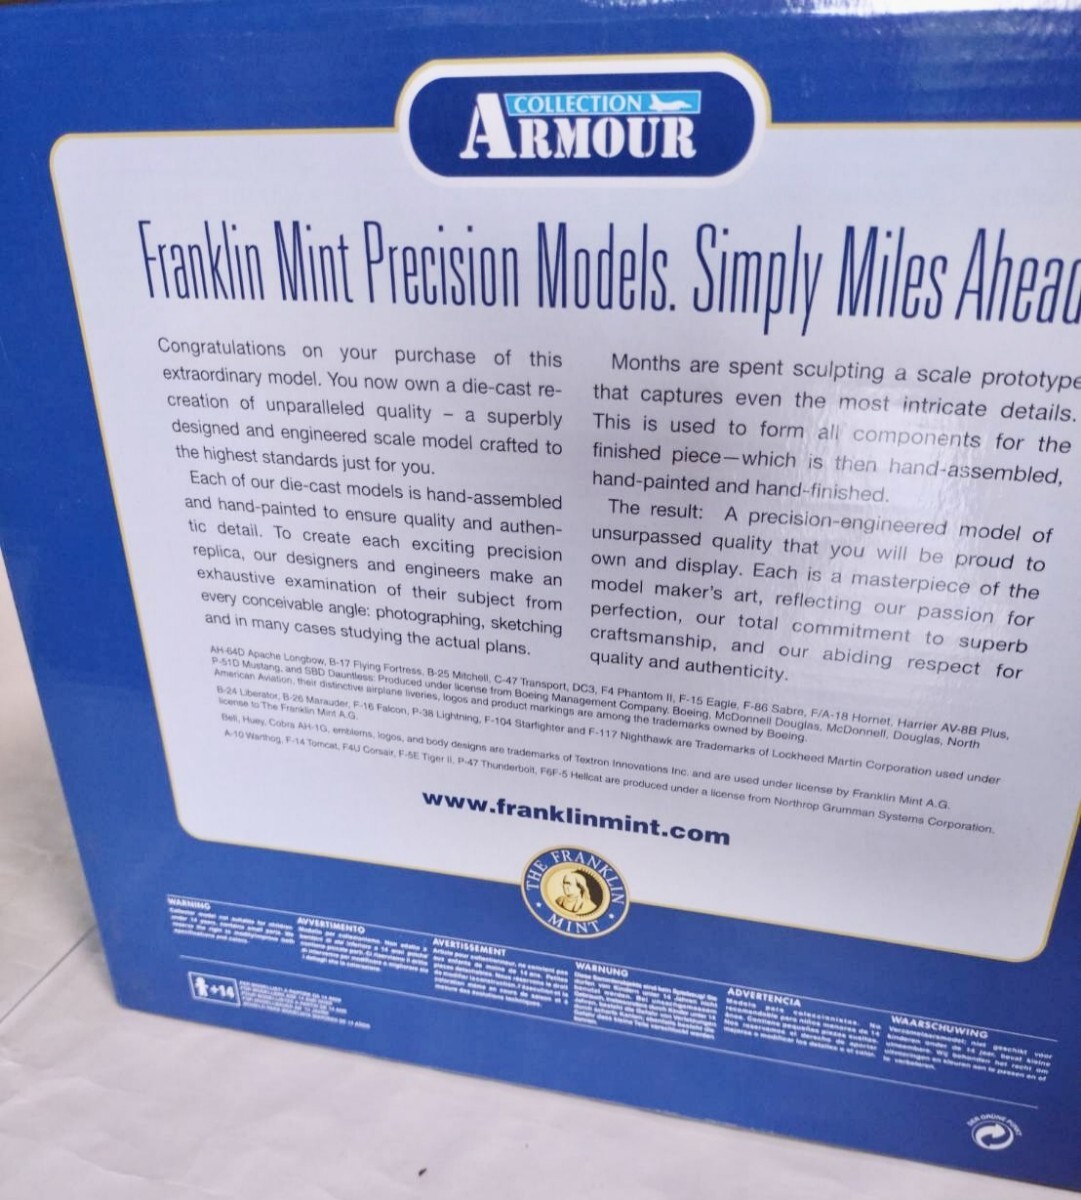 COLLECTION
ARMOUR
Franklin Mint Precision Models. Simply Miles Ahead
Congratulations on your purchase of this
extraordinary model. You now own a die-cast re-
creation of unparalleled quality – a superbly
designed and engineered scale model crafted to
the highest standards just for you.
Each of our die-cast models is hand-assembled
and hand-painted to ensure quality and authen-
tic detail. To create each exciting precision
replica, our designers and engineers make an
exhaustive examination of their subject from
every conceivable angle: photographing, sketching
and in many cases studying the actual plans.
Months are spent sculpting a scale prototype
that captures even the most intricate details.
This is used to form all components for the
finished piece—which is then hand-assembled,
hand-painted and hand-finished.
The result: A precision-engineered model of
unsurpassed quality that you will be proud to
own and display. Each is a masterpiece of the
model maker's art, reflecting our passion for
perfection, our total commitment to superb
craftsmanship, and our abiding respect for
quality and authenticity.
AH-64D Apache Longbow, B-17 Flying Fortress, B-25 Mitchell, C-47 Transport, DC3, F4 Phantom II, F-15 Eagle, F-86 Sabre, F/A-18 Hornet, Harrier AV-8B Plus,
P-51D Mustang, and SBD Dauntless: Produced under license from Boeing Management Company. Boeing, McDonnell Douglas, McDonnell, Douglas, North
American Aviation, their distinctive airplane liveries, logos and product markings are among the trademarks owned by Boeing.
B-24 Liberator, B-26 Marauder, F-16 Falcon, P-38 Lightning, F-104 Starfighter and F-117 Nighthawk are Trademarks of Lockheed Martin Corporation used under
license to The Franklin Mint A.G.
Bell, Huey, Cobra AH-1G, emblems, logos, and body designs are trademarks of Textron Innovations Inc. and are used under license by Franklin Mint A.G.
A-10 Warthog, F-14 Tomcat, F4U Corsair, F-5E Tiger II, P-47 Thunderbolt, F6F-5 Hellcat are produced under a license from Northrop Grumman Systems Corporation.
www.franklinmint.com
THE FRANKLIN
MINT
WARNING
AVVERTIMENTO
AVERTISSEMENT
WARNUNG
ADVERTENCIA
WAARSCHUWING
+14